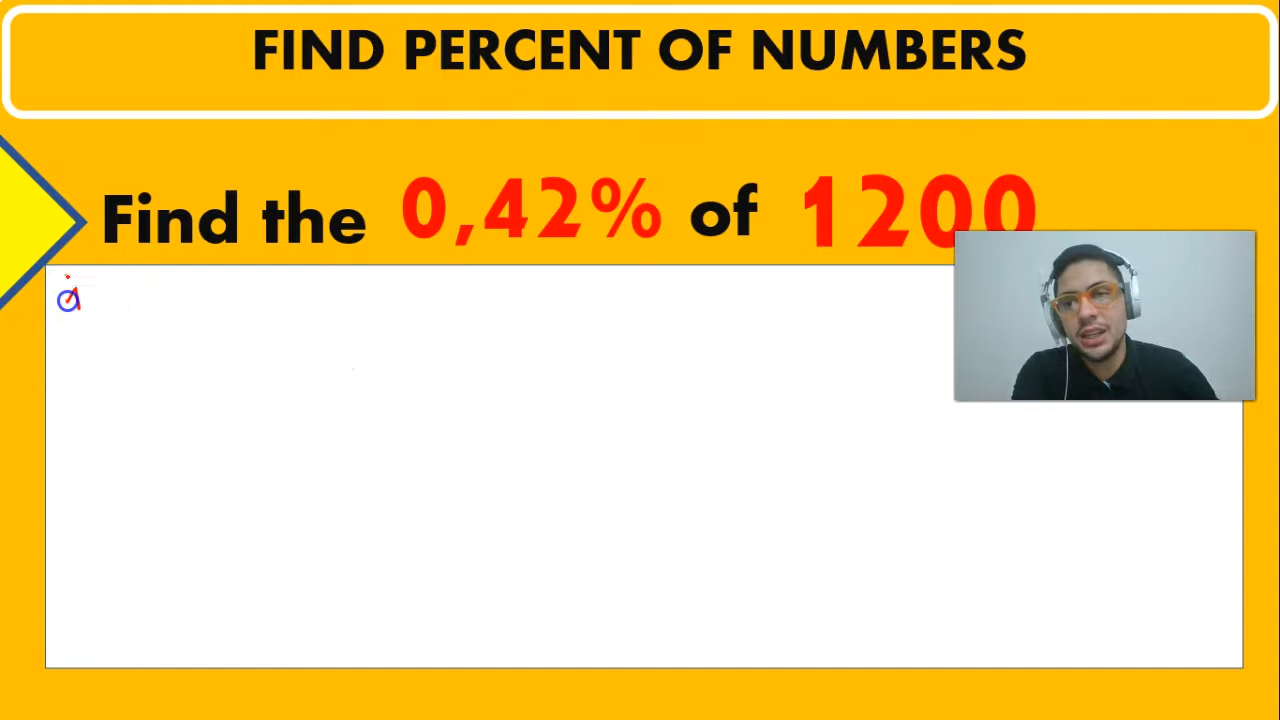 FIND PERCENT OF NUMBERS
Find the 0,42% of 1200